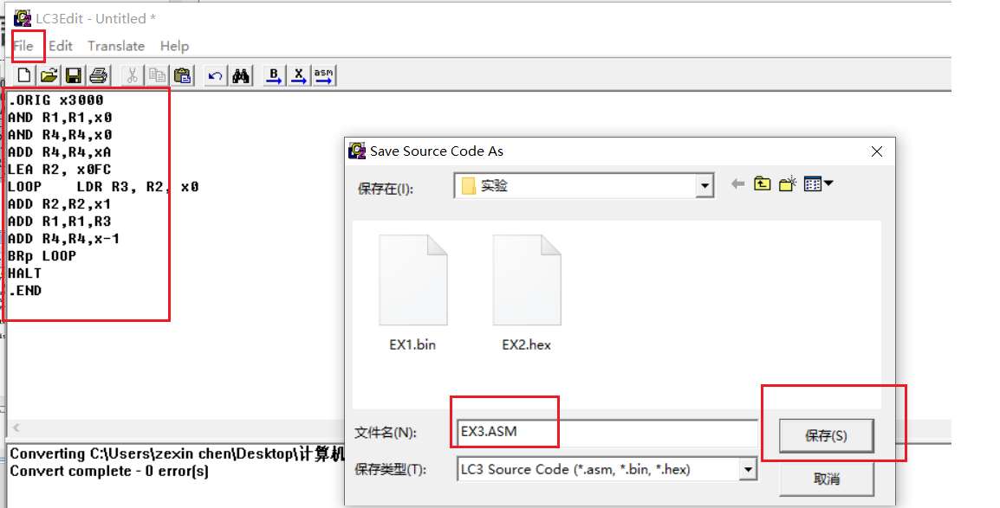 LC3Edit - Untitled *
File Edit Translate Help
B X asm
.ORIG x3000
AND R1,R1,x0
AND R4,R4,x0
ADD R4,R4,xA
LEA R2, x0FC
LOOP LDR R3, R2, x0
ADD R2,R2,x1
ADD R1,R1,R3
ADD R4,R4,x-1
BRp LOOP
HALT
.END
Save Source Code As
保存在(I):
实验
EX1.bin
EX2.hex
文件名(N):
EX3.ASM
保存(S)
保存类型(T):
LC3 Source Code (*.asm, *.bin, *.hex)
取消
Converting C:\Users\zexin chen\Desktop\计算机
Convert complete - 0 error(s)